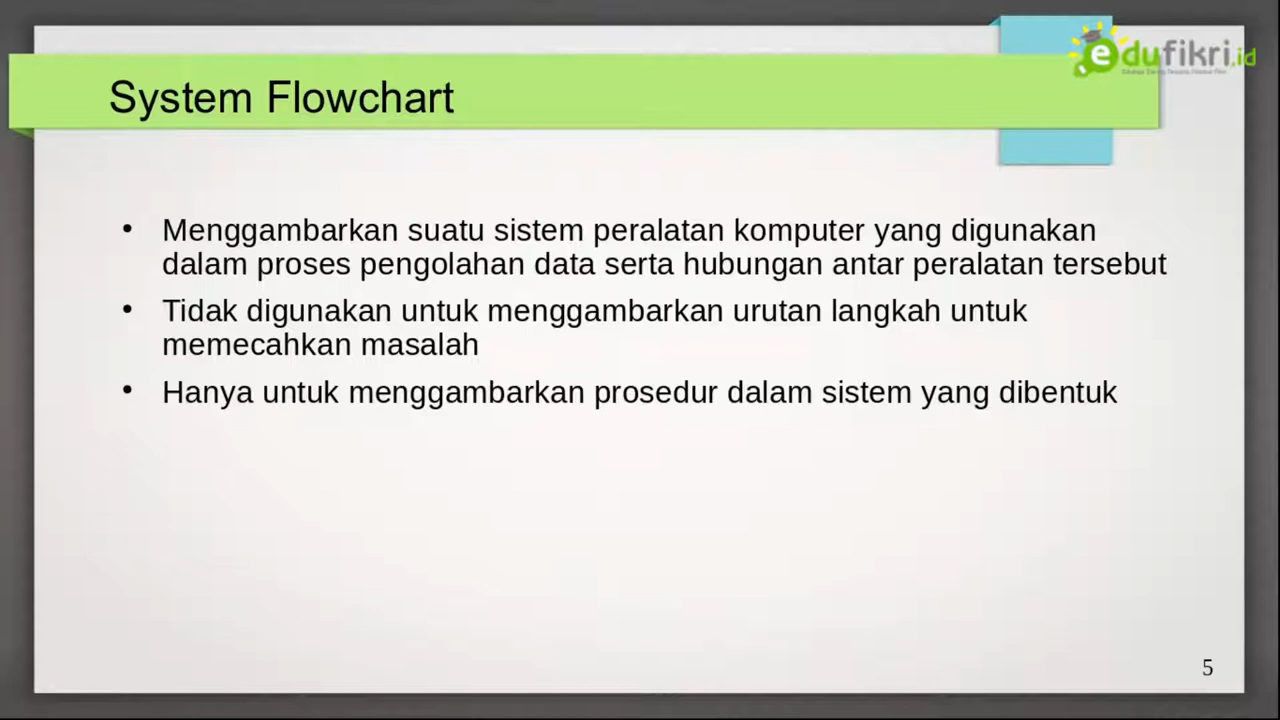 edufikri.id
System Flowchart
• Menggambarkan suatu sistem peralatan komputer yang digunakan
dalam proses pengolahan data serta hubungan antar peralatan tersebut
• Tidak digunakan untuk menggambarkan urutan langkah untuk
memecahkan masalah
• Hanya untuk menggambarkan prosedur dalam sistem yang dibentuk
5